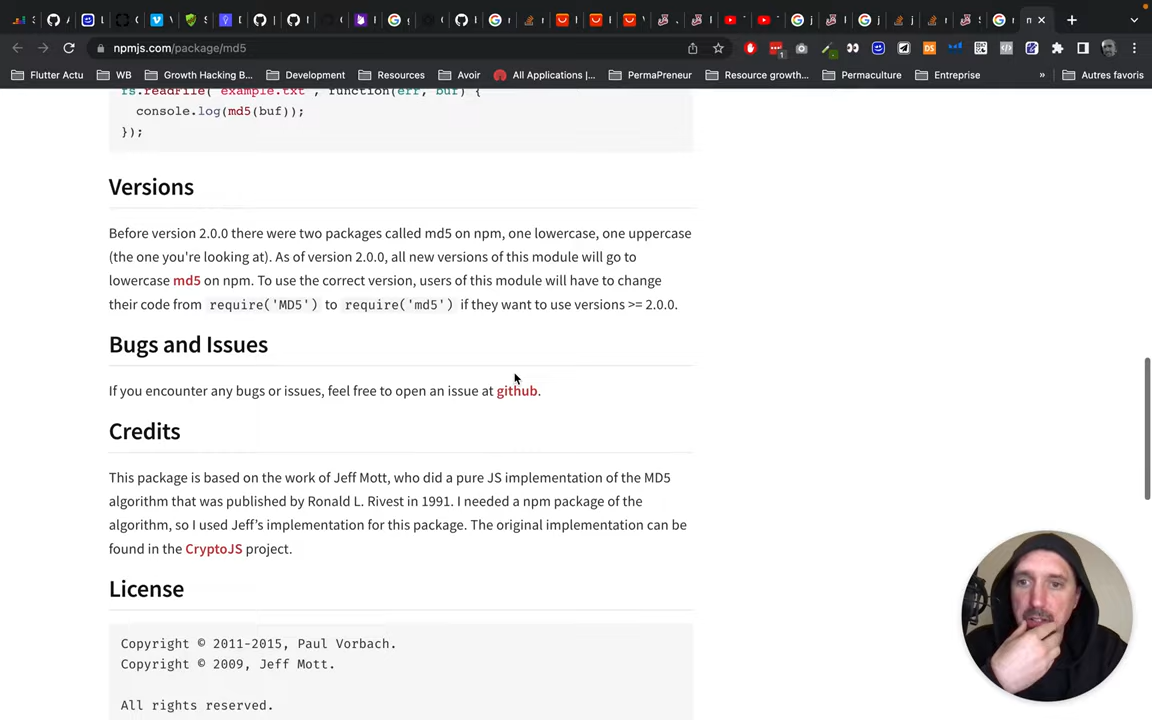 npmjs.com/package/md5
Flutter Actu
WB
Growth Hacking B...
Development
Resources
Avoir
All Applications |...
PermaPreneur
Resource growth...
Permaculture
Entreprise
»
Autres favoris
fs.readFile('example.txt', function(err, buf) {
console.log(md5(buf));
});
Versions
Before version 2.0.0 there were two packages called md5 on npm, one lowercase, one uppercase
(the one you're looking at). As of version 2.0.0, all new versions of this module will go to
lowercase md5 on npm. To use the correct version, users of this module will have to change
their code from require('MD5') to require('md5') if they want to use versions >= 2.0.0.
Bugs and Issues
If you encounter any bugs or issues, feel free to open an issue at github.
Credits
This package is based on the work of Jeff Mott, who did a pure JS implementation of the MD5
algorithm that was published by Ronald L. Rivest in 1991. I needed a npm package of the
algorithm, so I used Jeff’s implementation for this package. The original implementation can be
found in the CryptoJS project.
License
Copyright © 2011-2015, Paul Vorbach.
Copyright © 2009, Jeff Mott.
All rights reserved.